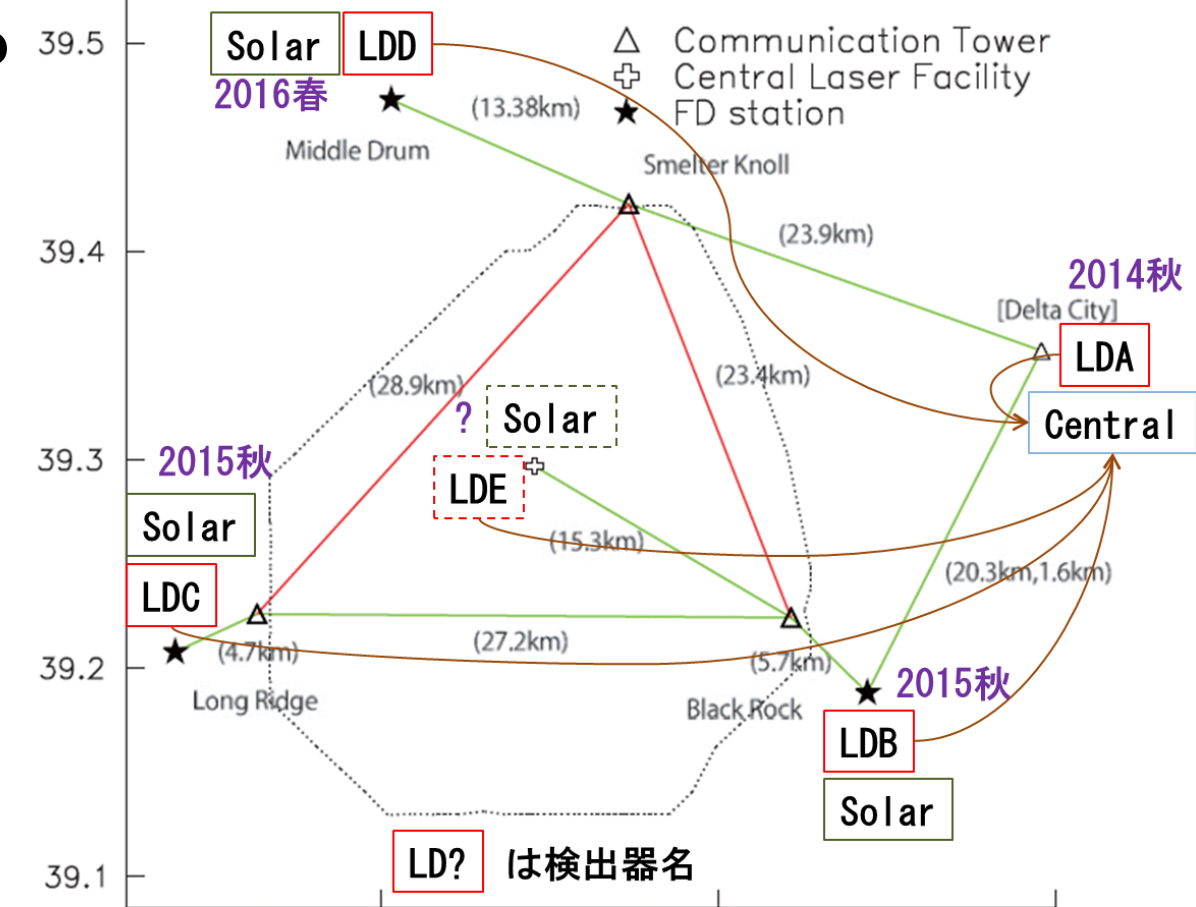 39.5
Solar
LDD
2016春
Middle Drum
(13.38km)
Communication Tower
Central Laser Facility
FD station
Smelter Knoll
39.4
(23.9km)
2014秋
[Delta City]
LDA
Central
(28.9km)
(23.4km)
?
Solar
39.3
2015秋
LDE
Solar
(15.3km)
LDC
(20.3km,1.6km)
(4.7km)
(27.2km)
(5.7km)
39.2
Long Ridge
Black Rock
2015秋
LDB
Solar
LD? は検出器名
39.1